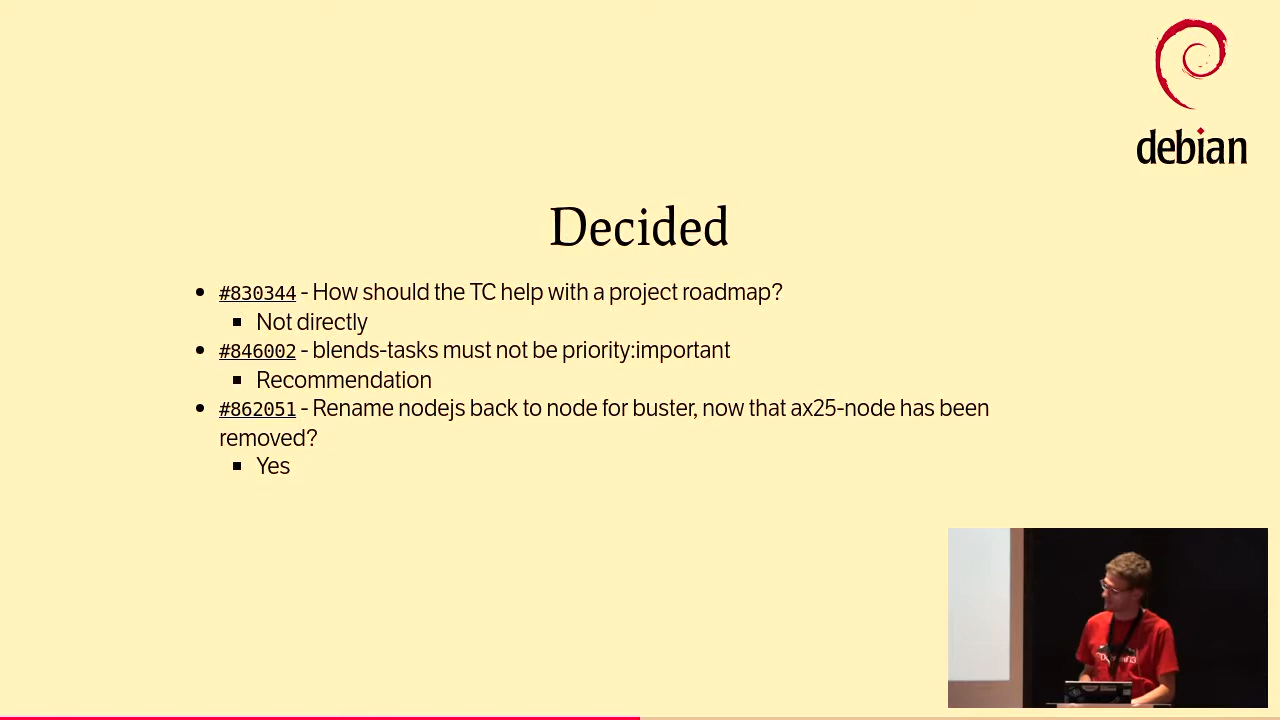 debian
Decided
#830344 - How should the TC help with a project roadmap?
Not directly
#846002 - blends-tasks must not be priority:important
Recommendation
#862051 - Rename nodejs back to node for buster, now that ax25-node has been
removed?
Yes